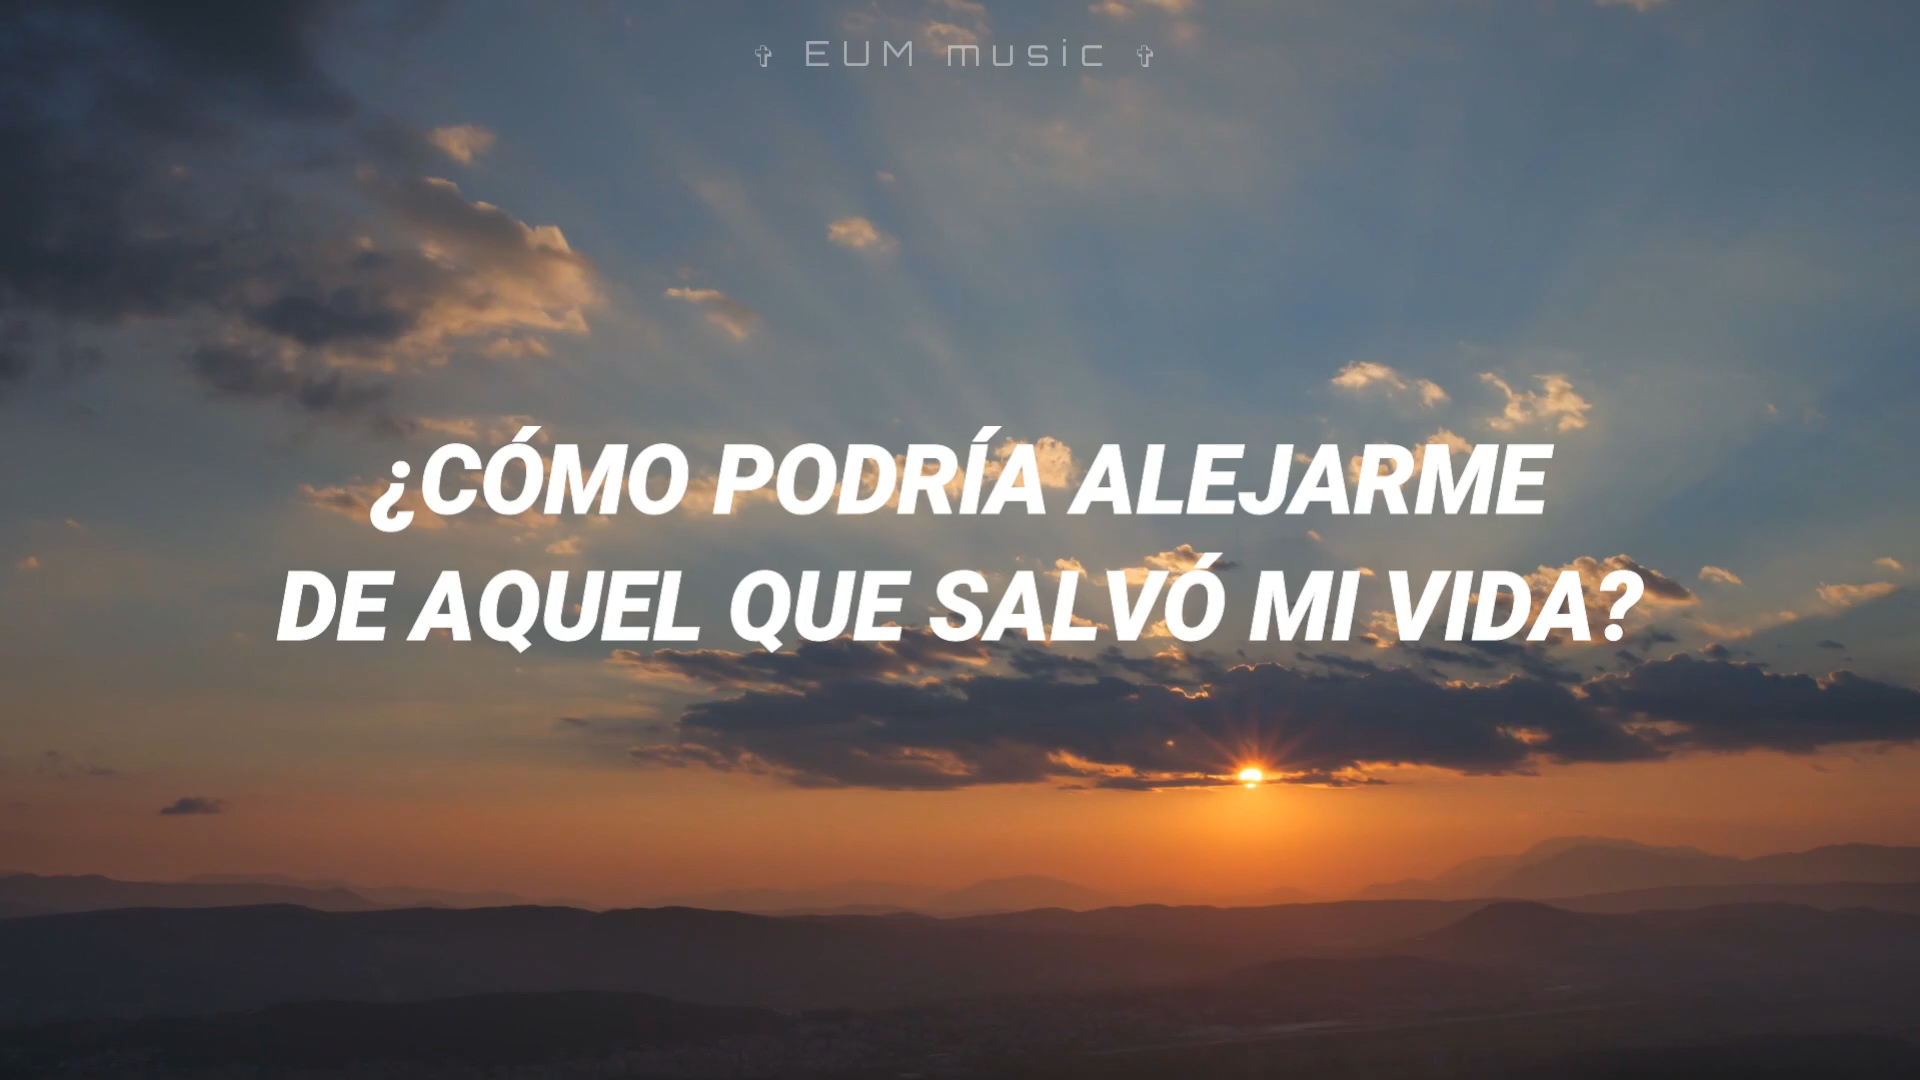 ✞ EUM music ✞
¿CÓMO PODRÍA ALEJARME
DE AQUEL QUE SALVÓ MI VIDA?